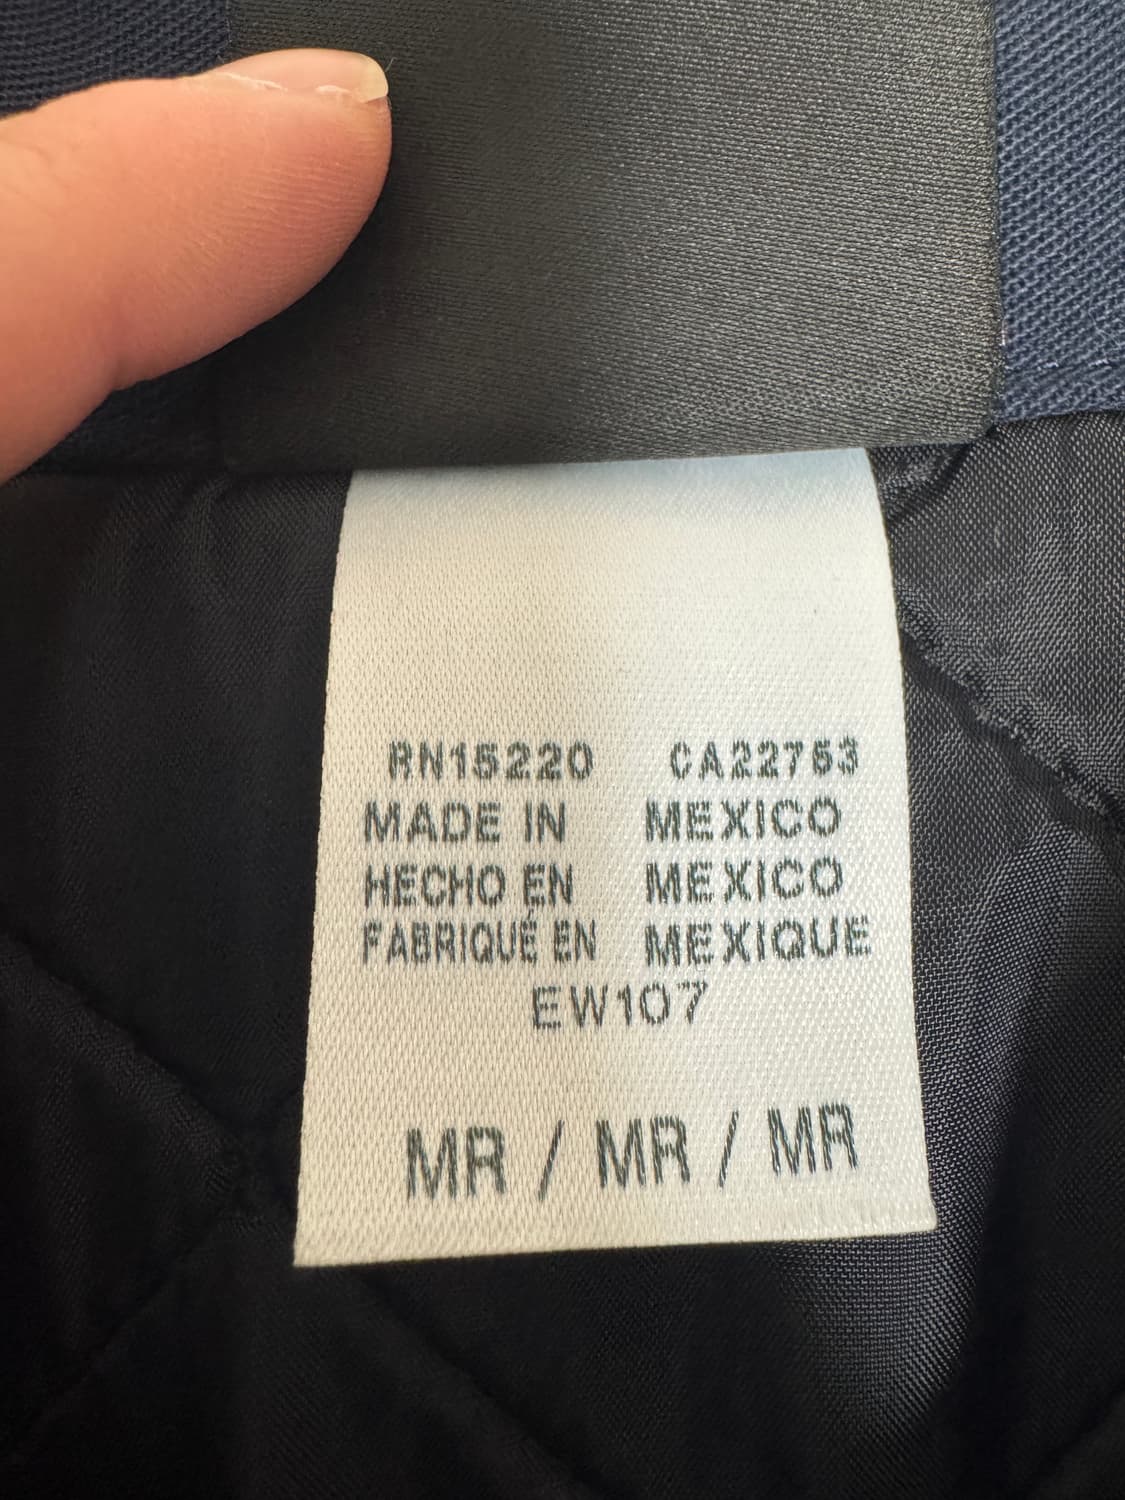 RN15220 CA22753
MADE IN MEXICO
HECHO EN MEXICO
FABRIQUÉ EN MEXIQUE
EW107
MR / MR / MR